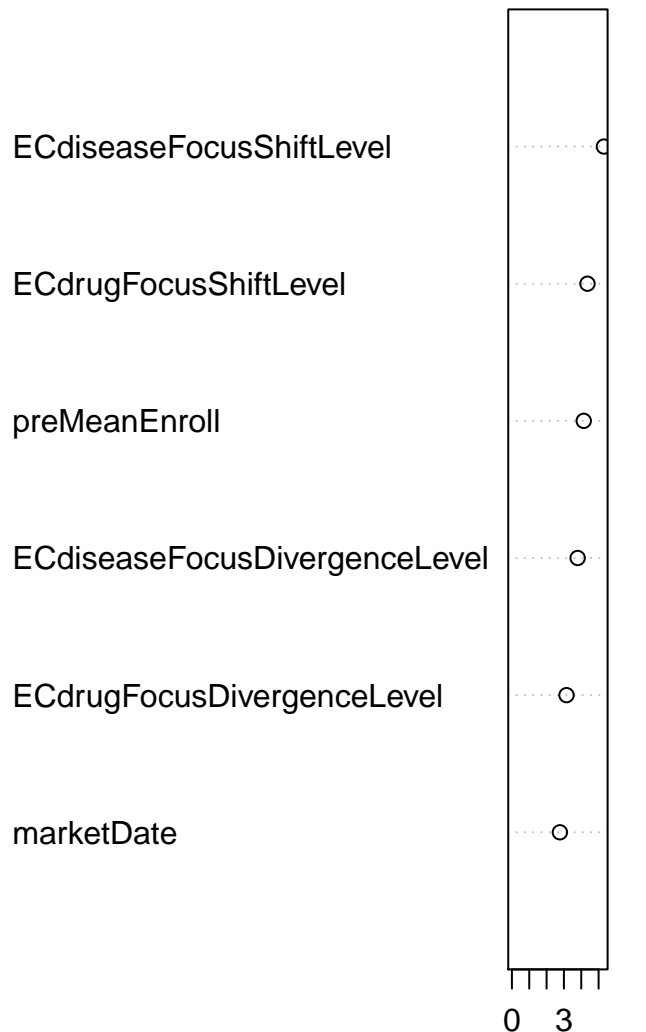 ECdiseaseFocusShiftLevel
ECdrugFocusShiftLevel
preMeanEnroll
ECdiseaseFocusDivergenceLevel
ECdrugFocusDivergenceLevel
marketDate
0 3